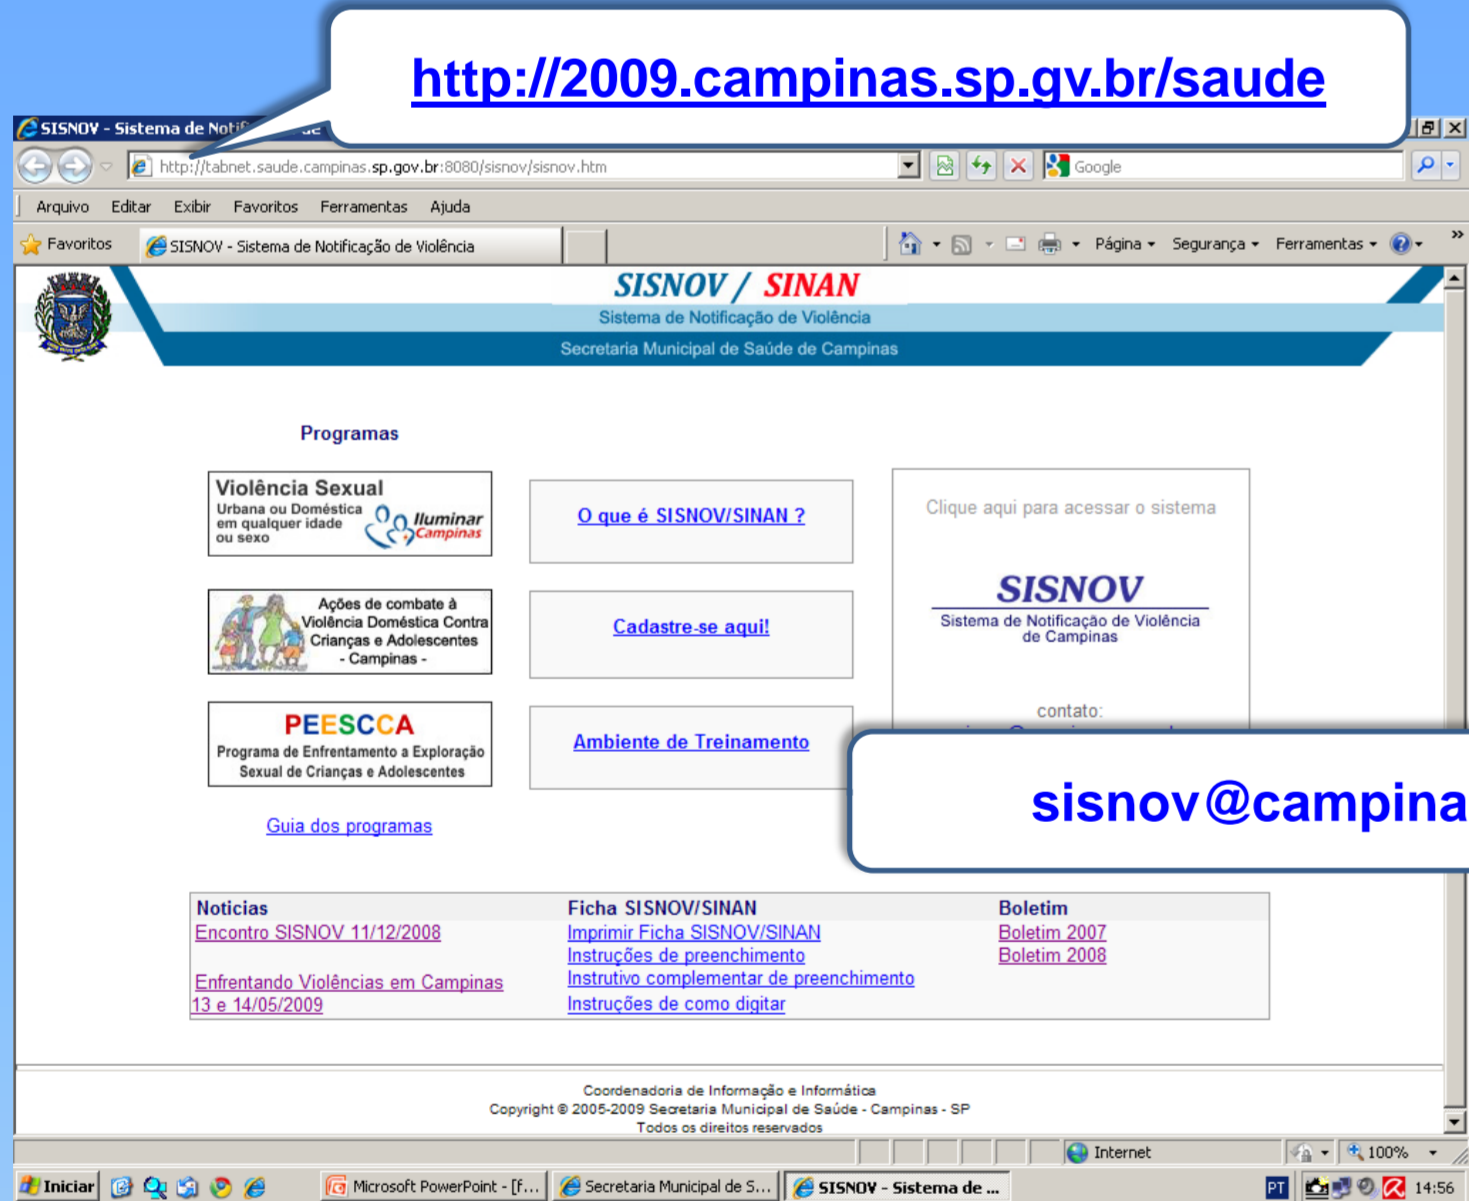 http://2009.campinas.sp.gv.br/saude
SISNOV - Sistema de
http://tabnet.saude.campinas.sp.gov.br:8080/sisnov/sisnov.htm
Google
Arquivo Editar Exibir Favoritos Ferramentas Ajuda
Favoritos SISNOV - Sistema de Notificação de Violência Página Segurança Ferramentas
SISNOV / SINAN
Sistema de Notificação de Violência
Secretaria Municipal de Saúde de Campinas
Programas
Violência Sexual
Urbana ou Doméstica
em qualquer idade
ou sexo
Iluminar
Campinas
O que é SISNOV/SINAN ?
Clique aqui para acessar o sistema
SISNOV
Sistema de Notificação de Violência
de Campinas
Ações de combate à
Violência Doméstica Contra
Crianças e Adolescentes
- Campinas -
Cadastre-se aqui!
contato:
PEESCCA
Programa de Enfrentamento a Exploração
Sexual de Crianças e Adolescentes
Ambiente de Treinamento
sisnov@campina
Guia dos programas
Noticias
Encontro SISNOV 11/12/2008
Enfrentando Violências em Campinas
13 e 14/05/2009
Ficha SISNOV/SINAN
Imprimir Ficha SISNOV/SINAN
Instruções de preenchimento
Instrutivo complementar de preenchimento
Instruções de como digitar
Boletim
Boletim 2007
Boletim 2008
Coordenadoria de Informação e Informática
Copyright © 2005-2009 Secretaria Municipal de Saúde - Campinas - SP
Todos os direitos reservados
Internet 100%
Iniciar Microsoft PowerPoint - [f... Secretaria Municipal de S... SISNOV - Sistema de ... PT 14:56